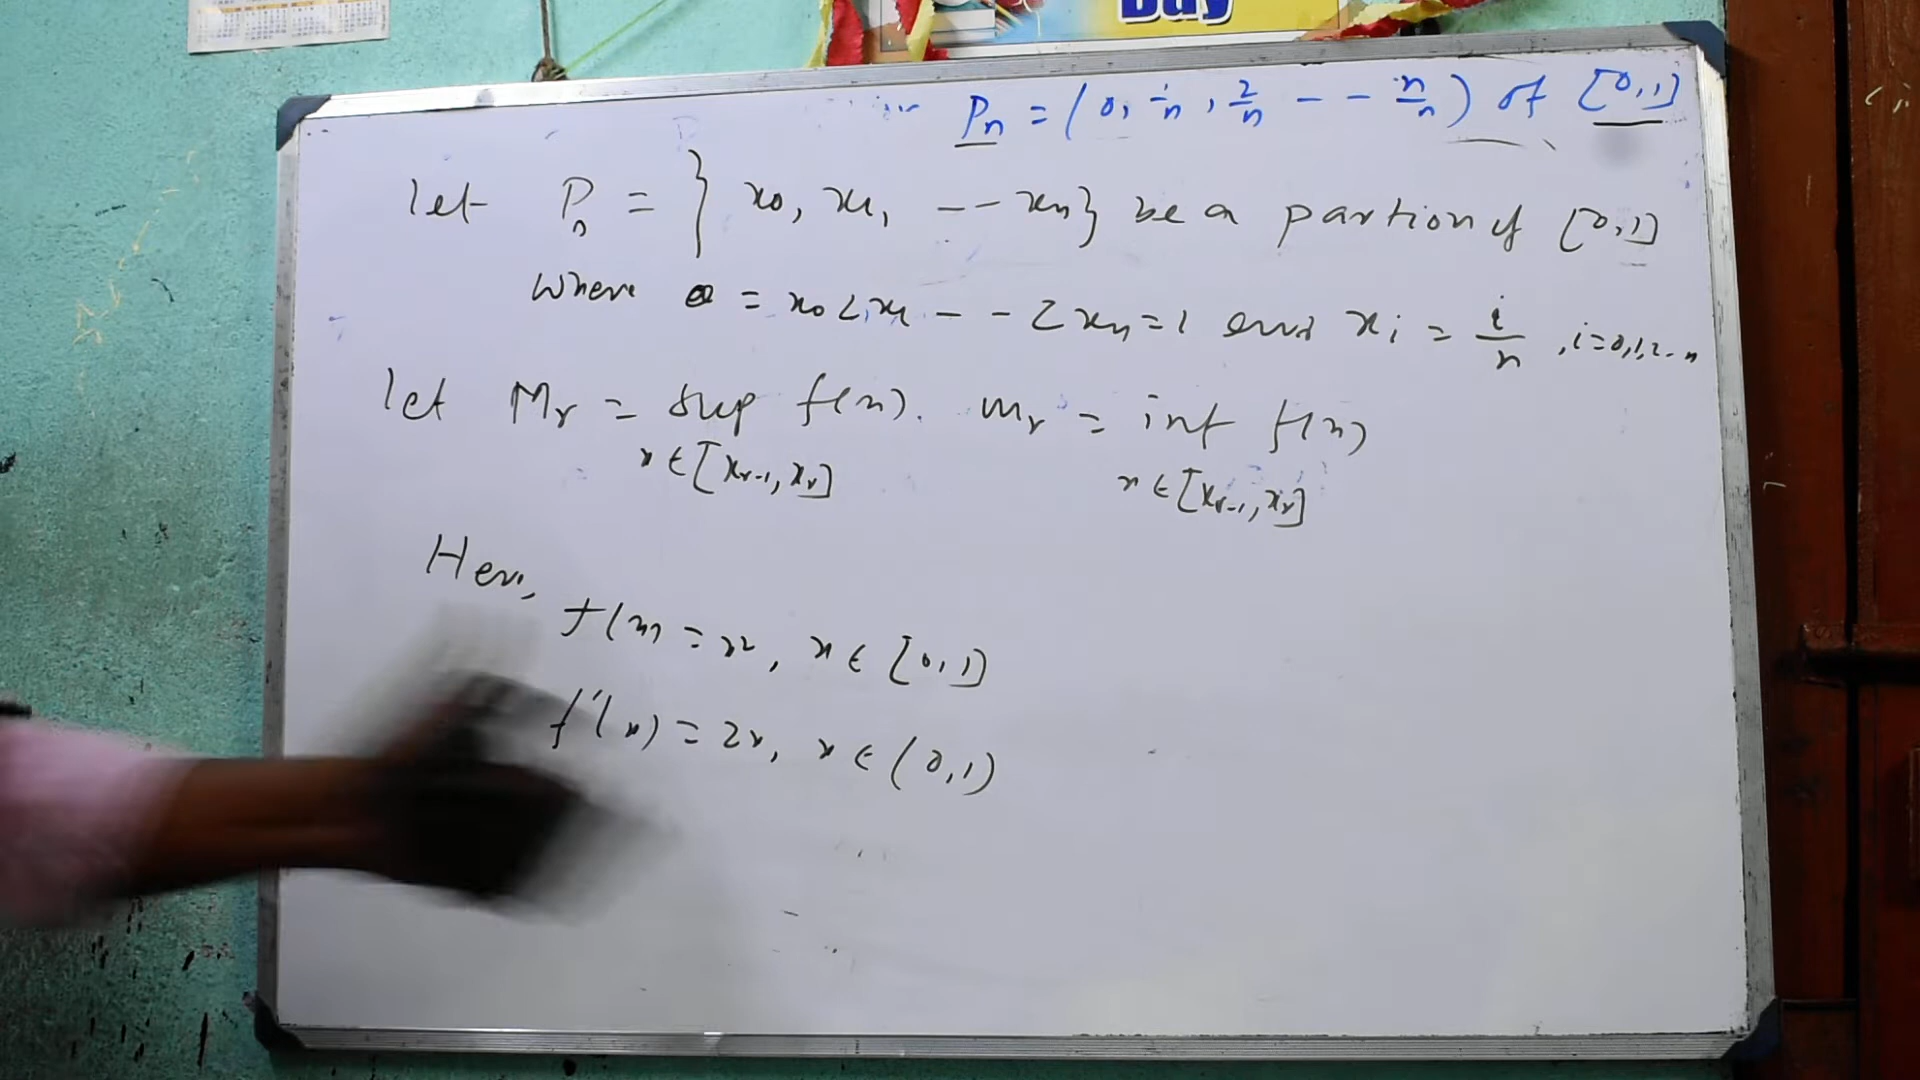 Day
Pn = (0, 1/n, 2/n - - n/n) of [0,1]
let Pn = { x0, x1, -- xn} be a partion of [0,1]
Where 0 = x0 < x1 - - < xn = 1 and xi = i/n , i=0,1,2-n
let Mr = sup f(x). mr = inf f(x)
x ∈ [xr-1, xr] x ∈ [xr-1, xr]
Here,
f(x) = x², x ∈ [0,1]
f'(x) = 2x, x ∈ (0,1)